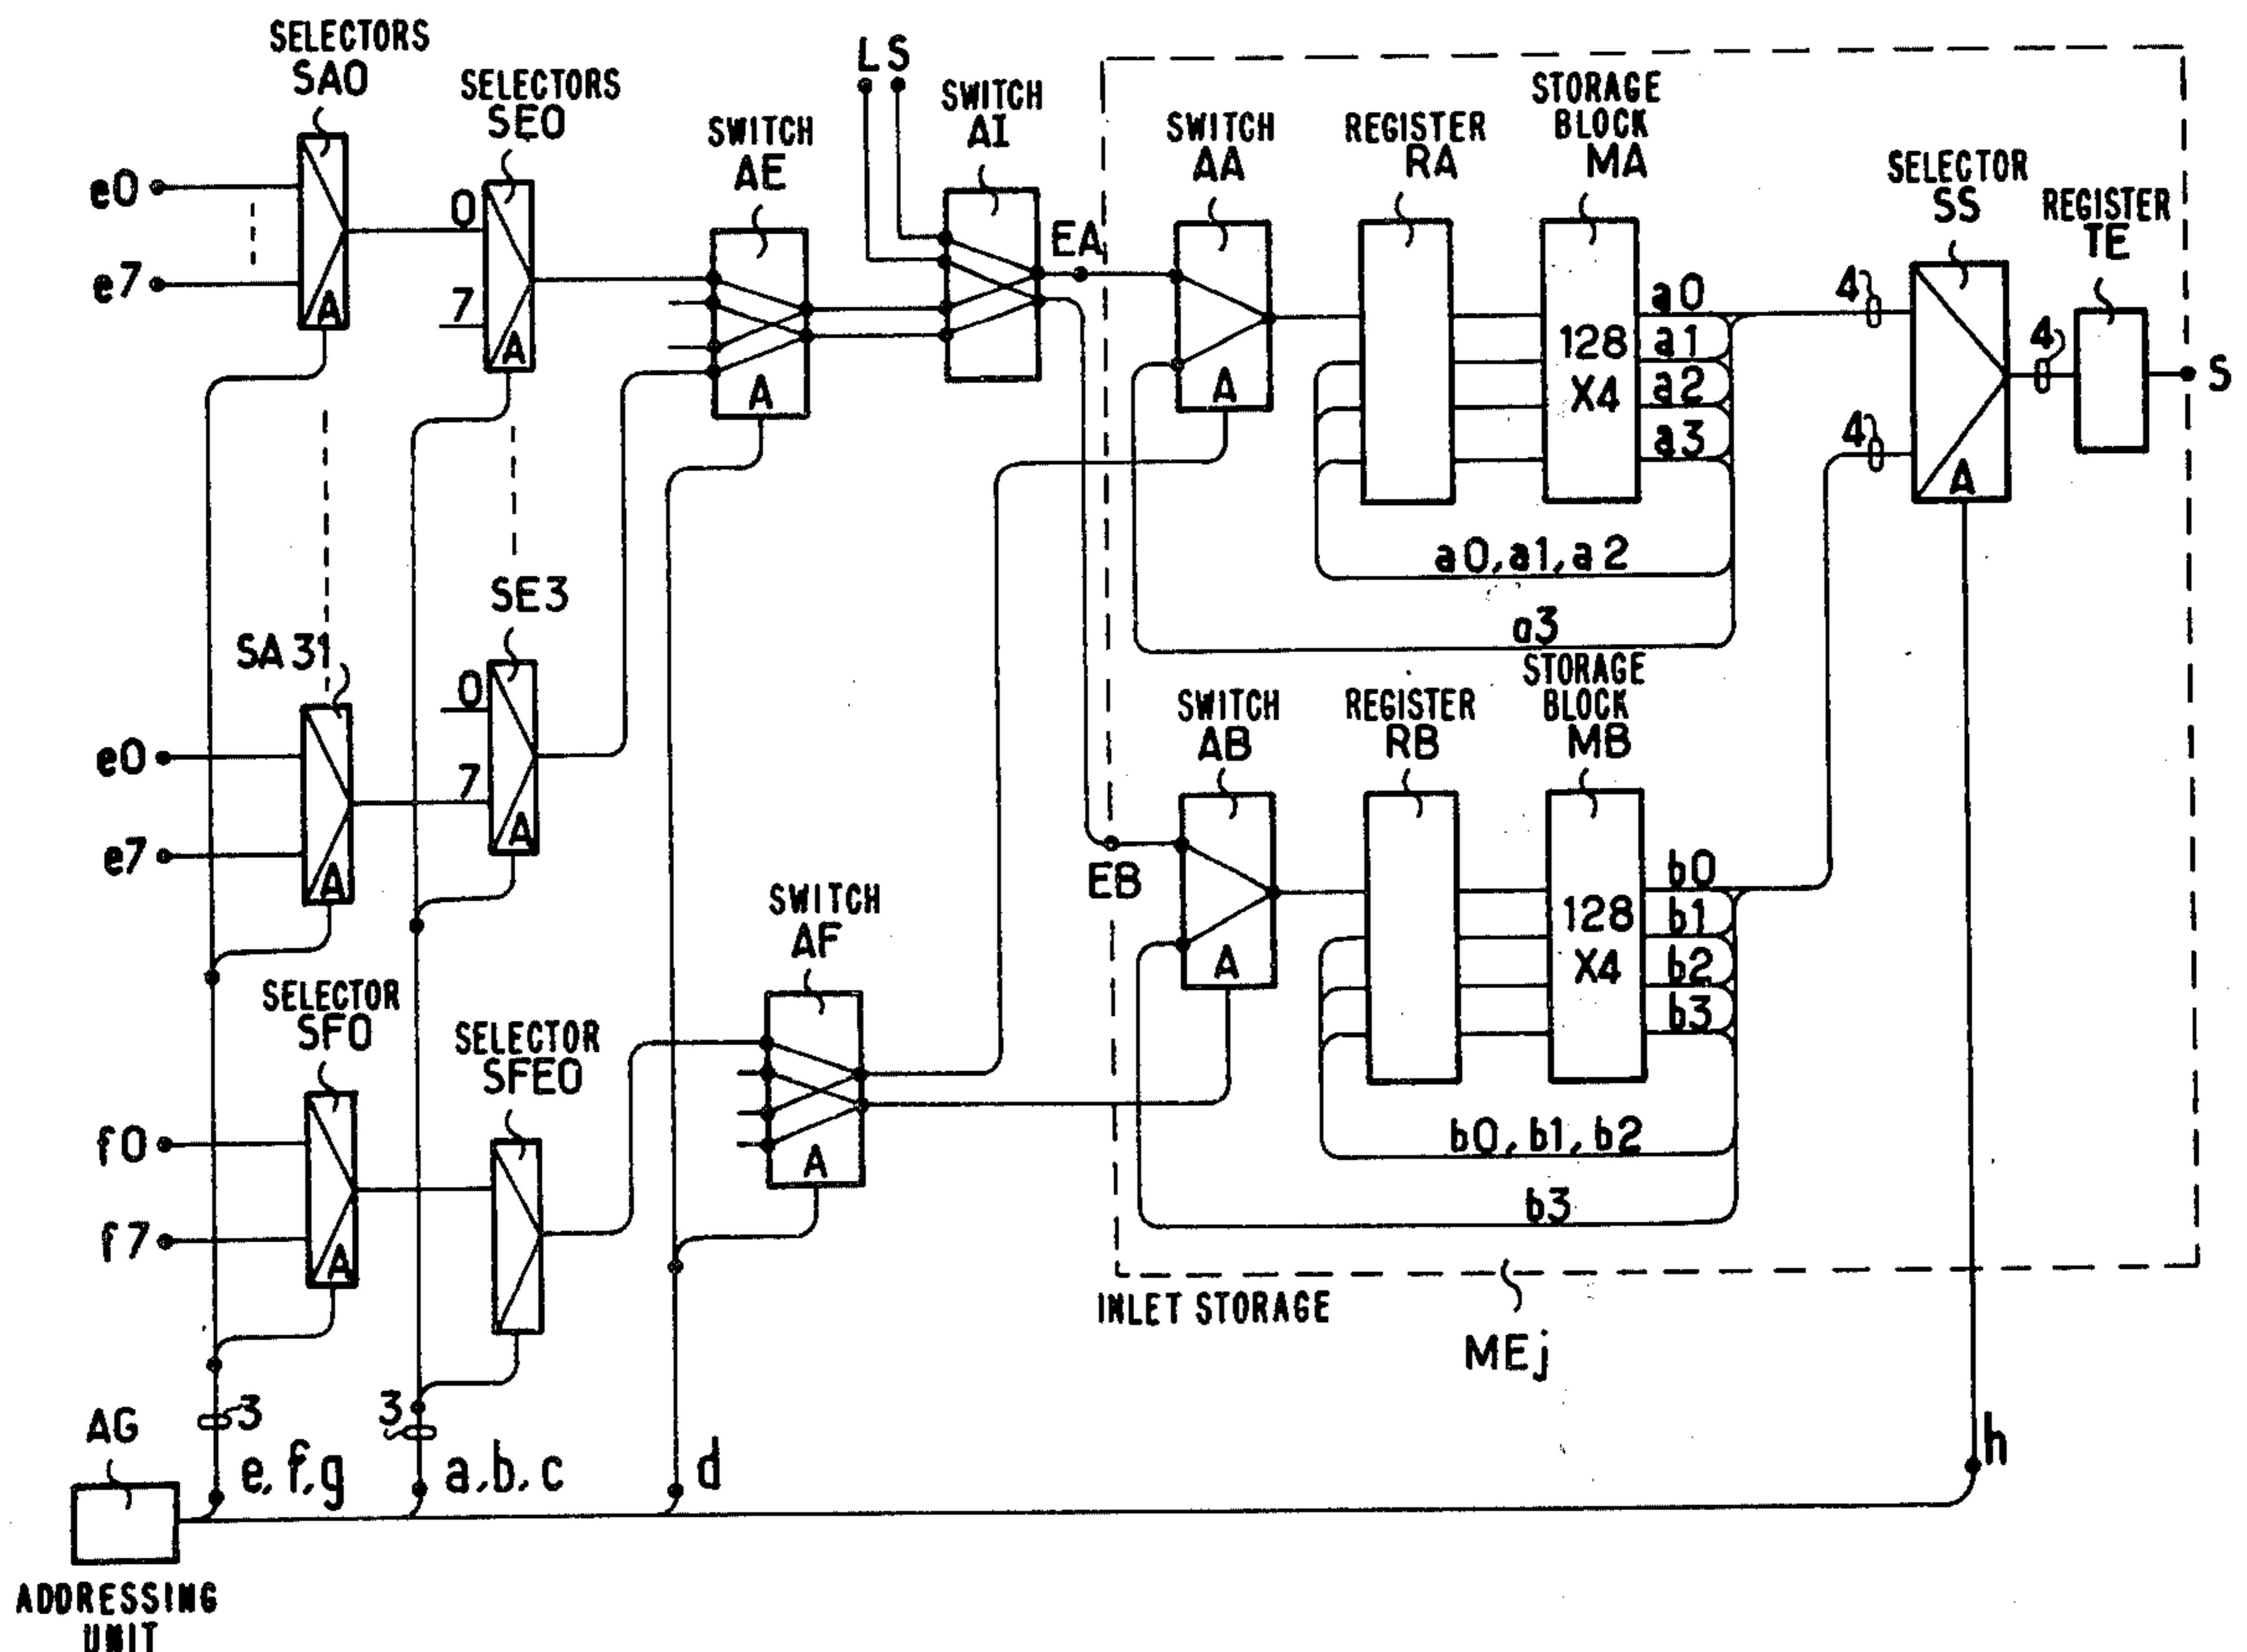 SELECTORS
SA0
SELECTORS
SE0
SWITCH
AE
L S
SWITCH
AI
SWITCH
AA
REGISTER
RA
STORAGE
BLOCK
MA
SELECTOR
SS
REGISTER
TE
e0
e7
A
0
7
A
A
EA
A
128
X4
a0
a1
a2
a3
4
4
4
A
S
a0,a1,a2
a3
SE3
SA31
0
7
A
e0
e7
A
SWITCH
AB
REGISTER
RB
STORAGE
BLOCK
MB
EB
A
128
X4
b0
b1
b2
b3
b0,b1,b2
b3
SWITCH
AF
A
SELECTOR
SF0
SELECTOR
SFE0
f0
f7
A
INLET STORAGE
MEj
AG
3
3
e,f,g
a,b,c
d
h
ADDRESSING
UNIT